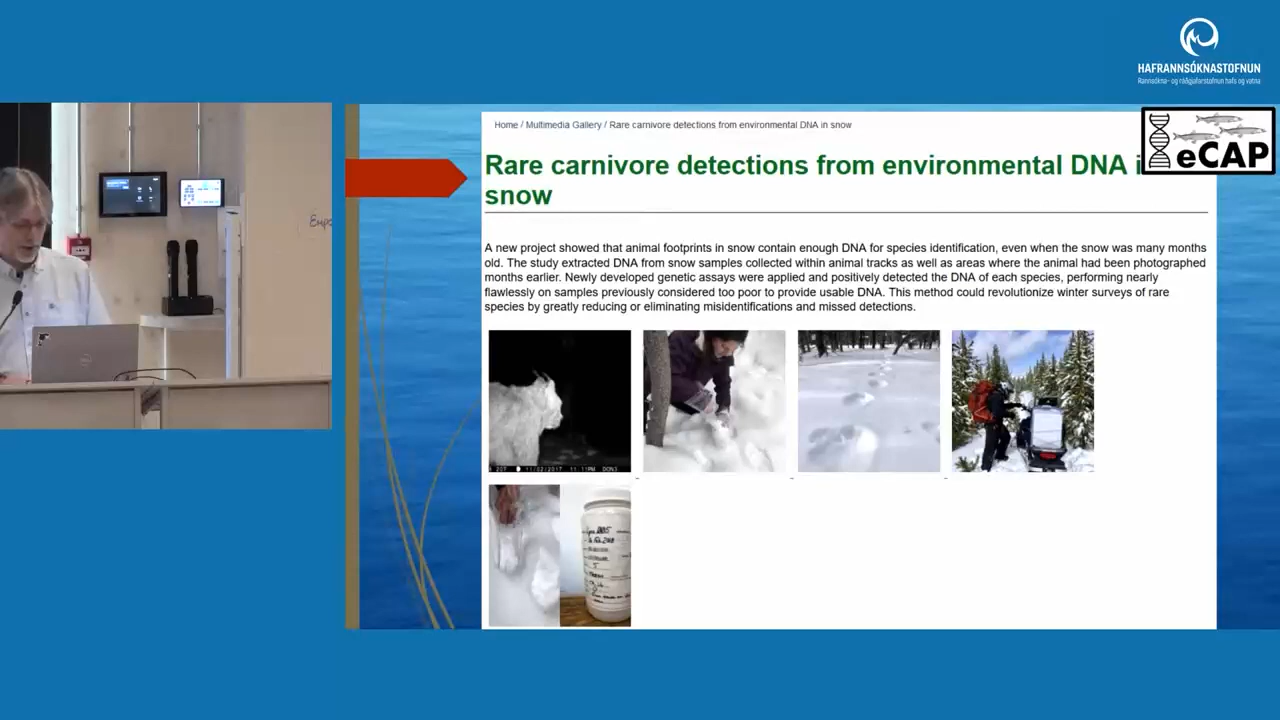 HAFRANNSÓKNASTOFNUN
Rannsókna- og ráðgjafarstofnun hafs og vatna
Home / Multimedia Gallery / Rare carnivore detections from environmental DNA in snow
eCAP
Rare carnivore detections from environmental DNA i
snow
A new project showed that animal footprints in snow contain enough DNA for species identification, even when the snow was many months
old. The study extracted DNA from snow samples collected within animal tracks as well as areas where the animal had been photographed
months earlier. Newly developed genetic assays were applied and positively detected the DNA of each species, performing nearly
flawlessly on samples previously considered too poor to provide usable DNA. This method could revolutionize winter surveys of rare
species by greatly reducing or eliminating misidentifications and missed detections.
11/02/2017 11:11PM